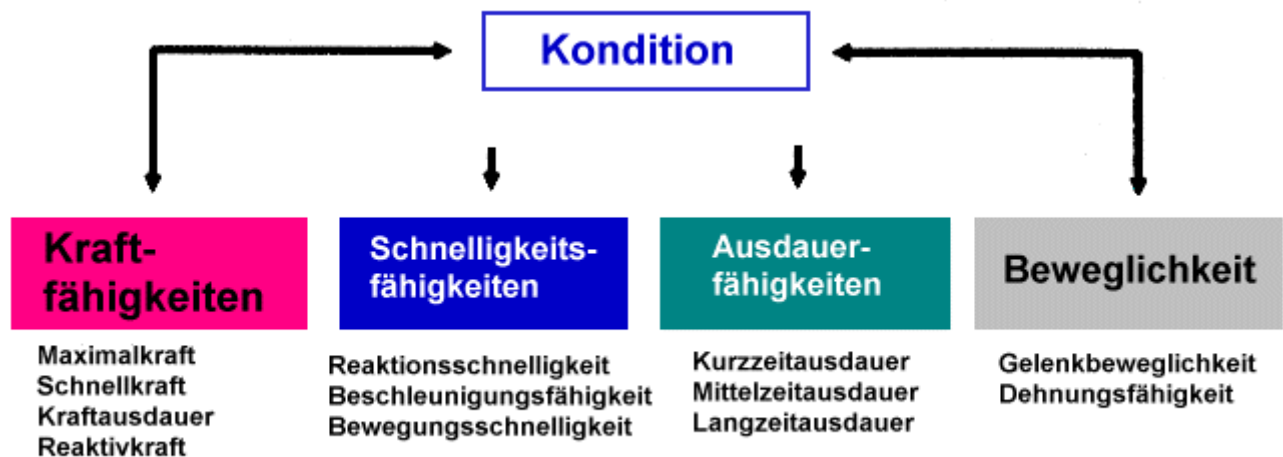 Kondition
Kraft-
fähigkeiten
Maximalkraft
Schnellkraft
Kraftausdauer
Reaktivkraft
Schnelligkeits-
fähigkeiten
Reaktionsschnelligkeit
Beschleunigungsfähigkeit
Bewegungsschnelligkeit
Ausdauer-
fähigkeiten
Kurzzeitausdauer
Mittelzeitausdauer
Langzeitausdauer
Beweglichkeit
Gelenkbeweglichkeit
Dehnungsfähigkeit